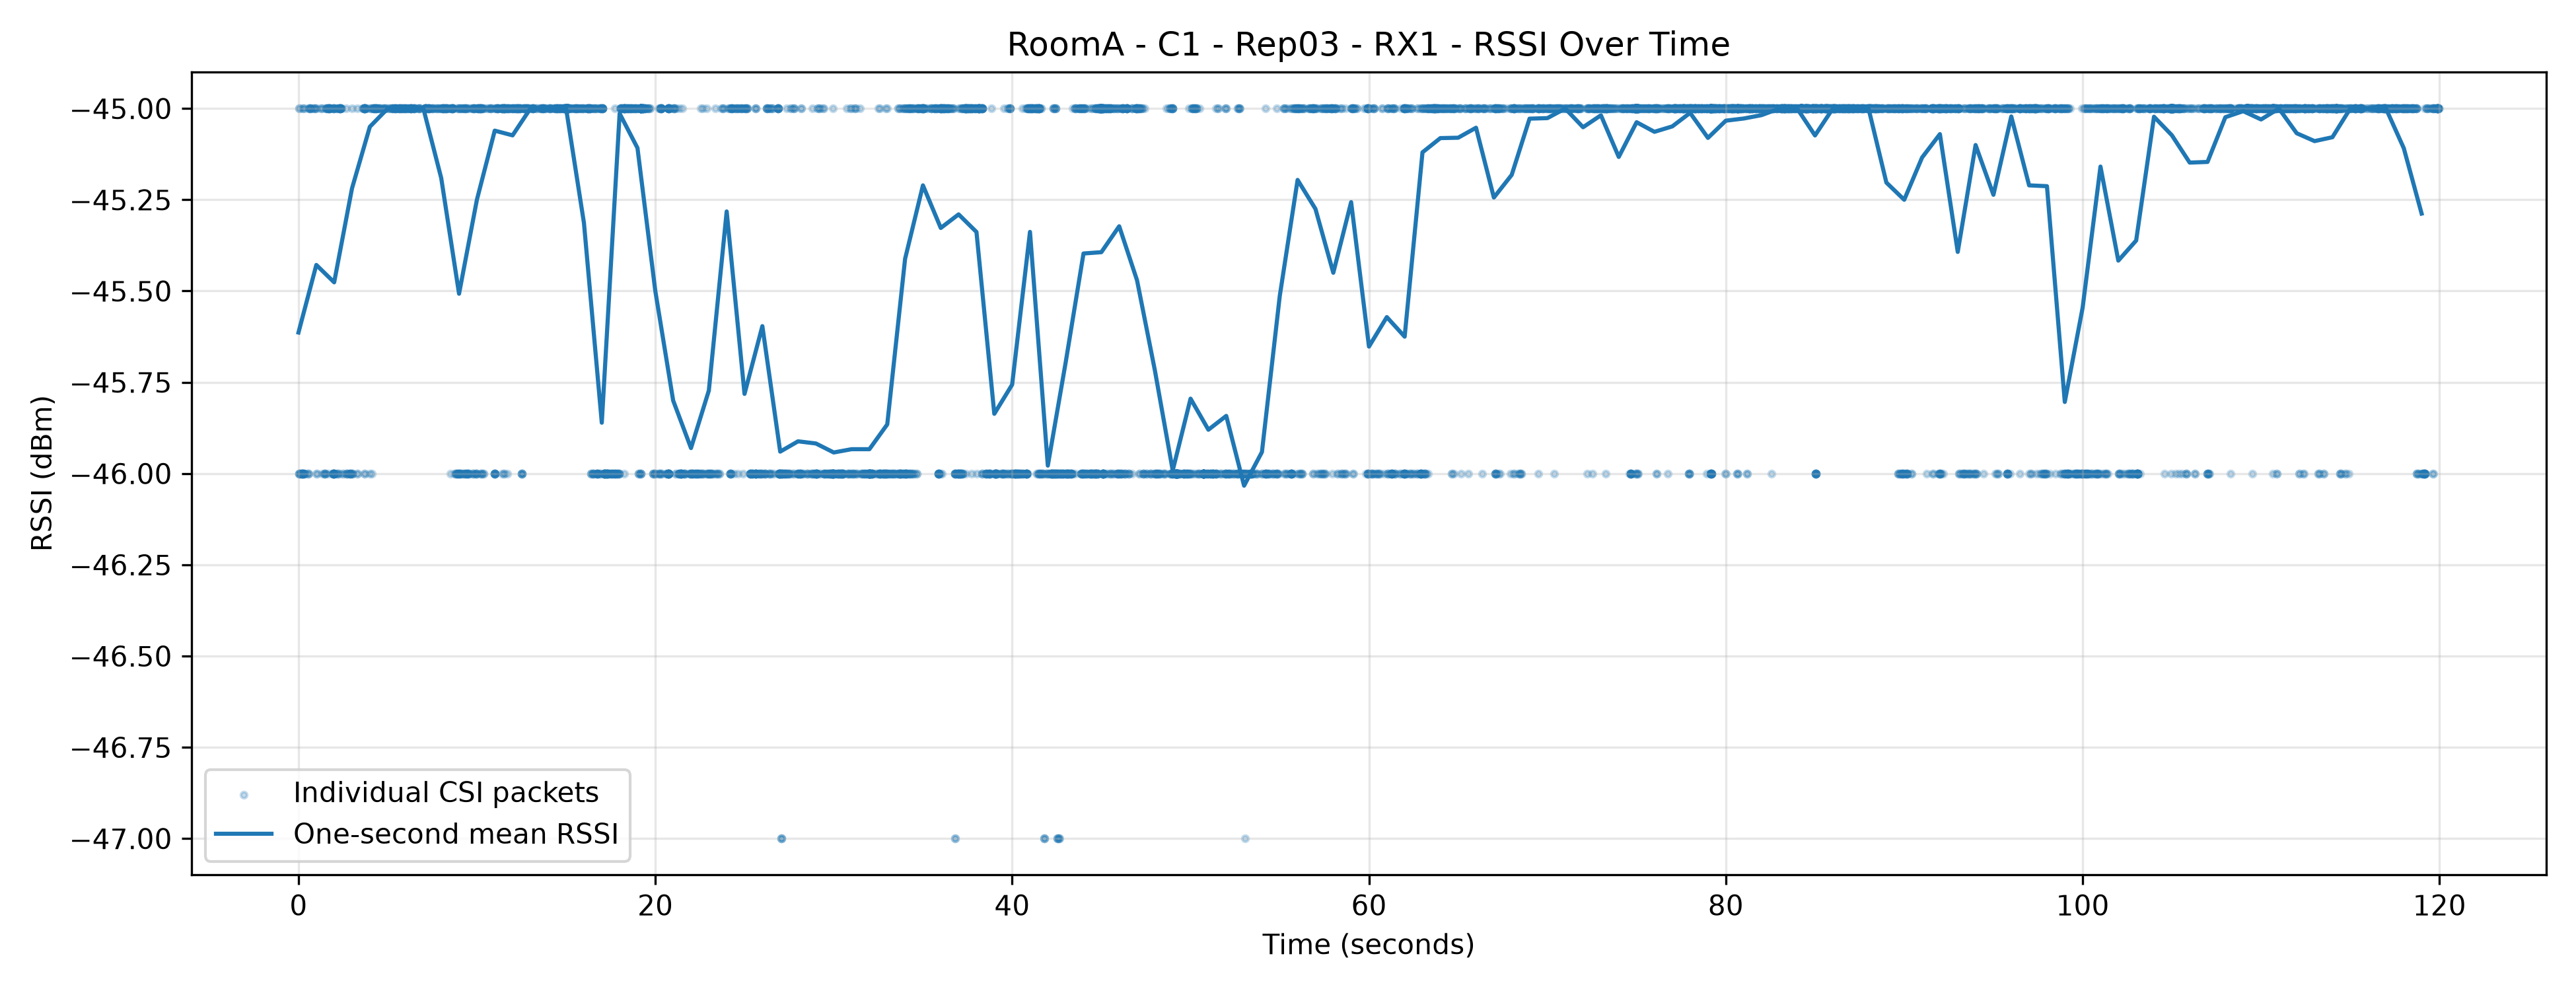 RoomA - C1 - Rep03 - RX1 - RSSI Over Time
RSSI (dBm)
−45.00
−45.25
−45.50
−45.75
−46.00
−46.25
−46.50
−46.75
−47.00
Individual CSI packets
One-second mean RSSI
0 20 40 60 80 100 120
Time (seconds)